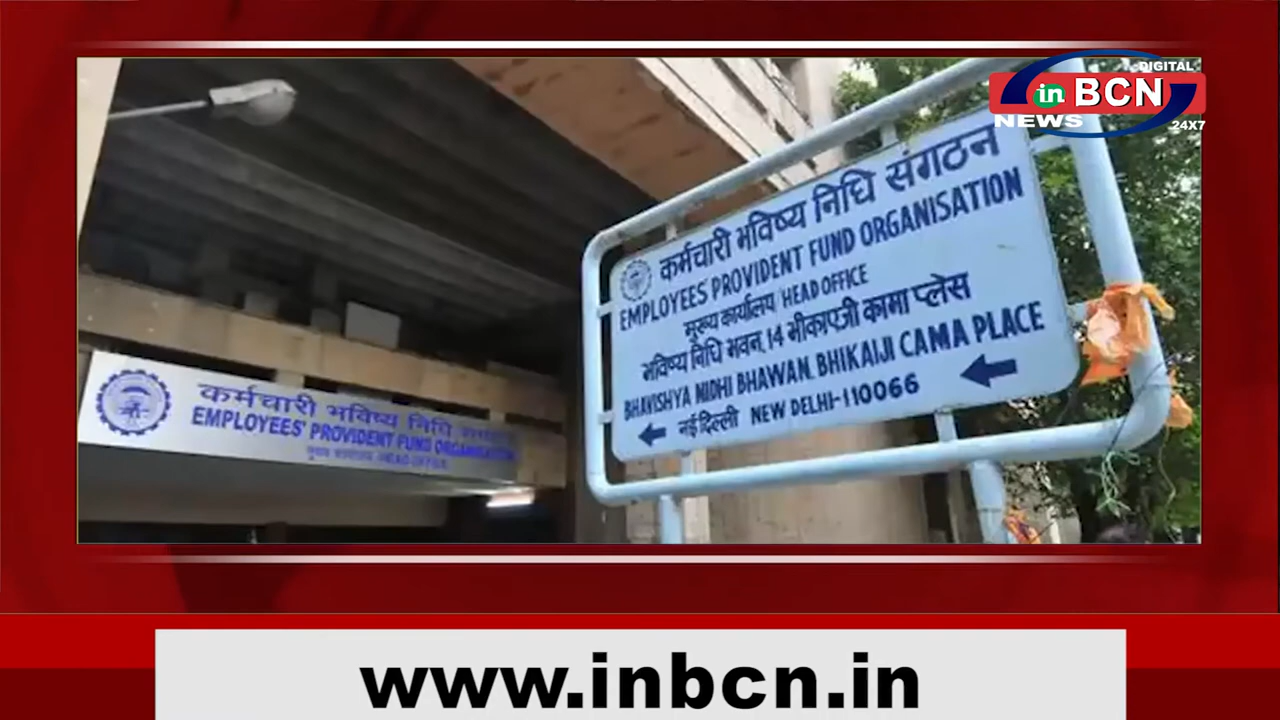 DIGITAL
in BCN
NEWS
24X7
कर्मचारी भविष्य निधि संगठन
EMPLOYEES PROVIDENT FUND ORGANISATION
मुख्य कार्यालय/HEAD OFFICE
भविष्य निधि भवन, 14 भीकाएजी कामा प्लेस
BHAVISHYA NIDHI BHAWAN, BHIKAIJI CAMA PLACE
नई दिल्ली NEW DELHI-110066
कर्मचारी भविष्य निधि संगठन
EMPLOYEES' PROVIDENT FUND ORGANISATION
मुख्य कार्यालय /HEAD OFFICE
www.inbcn.in